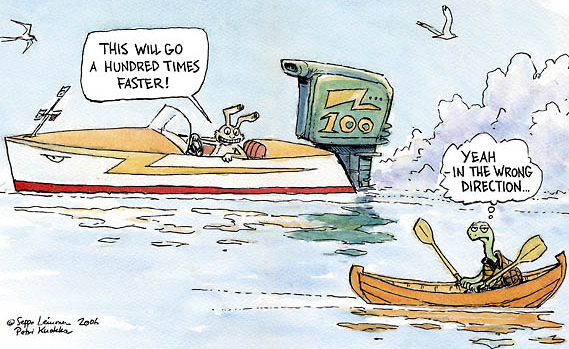 THIS WILL GO
A HUNDRED TIMES
FASTER!
100
YEAH
IN THE WRONG
DIRECTION...
© Seppo Leinonen 2006
Petri Kuokka